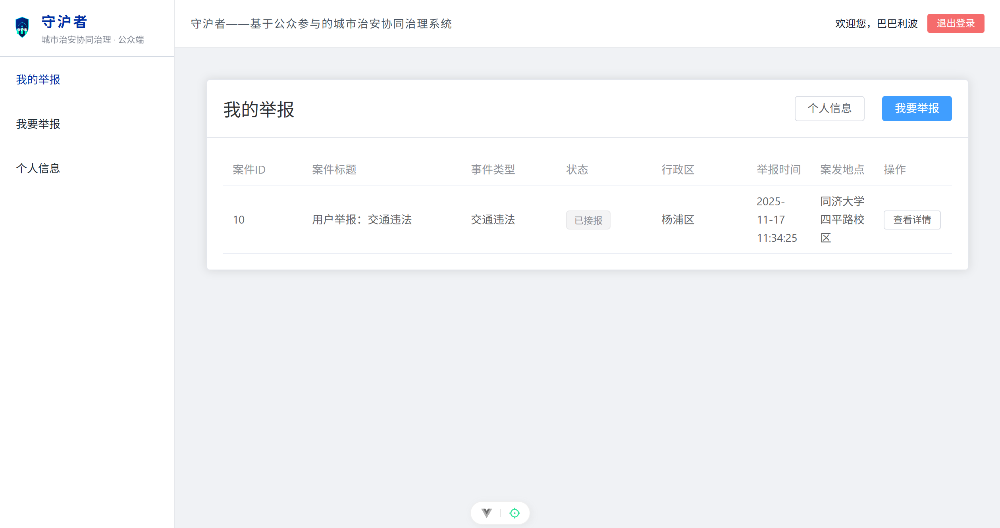 守沪者
城市治安协同治理 · 公众端
守沪者——基于公众参与的城市治安协同治理系统
欢迎您，巴巴利波
退出登录
我的举报
我要举报
个人信息
我的举报
个人信息
我要举报
案件ID 案件标题 事件类型 状态 行政区 举报时间 案发地点 操作
10
用户举报：交通违法
交通违法
已接报
杨浦区
2025-
11-17
11:34:25
同济大学
四平路校
区
查看详情